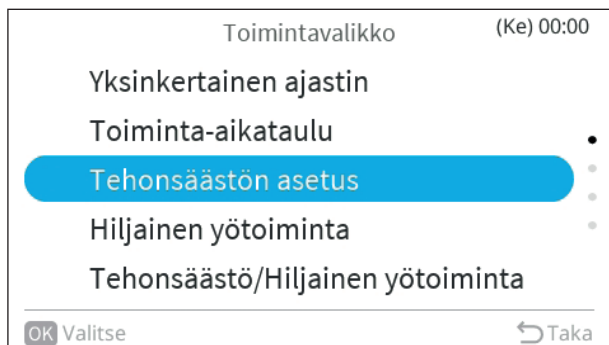 Toimintavalikko (Ke) 00:00
Yksinkertainen ajastin
Toiminta-aikataulu
Tehonsäästön asetus
Hiljainen yötoiminta
Tehonsäästö/Hiljainen yötoiminta
OK Valitse Taka